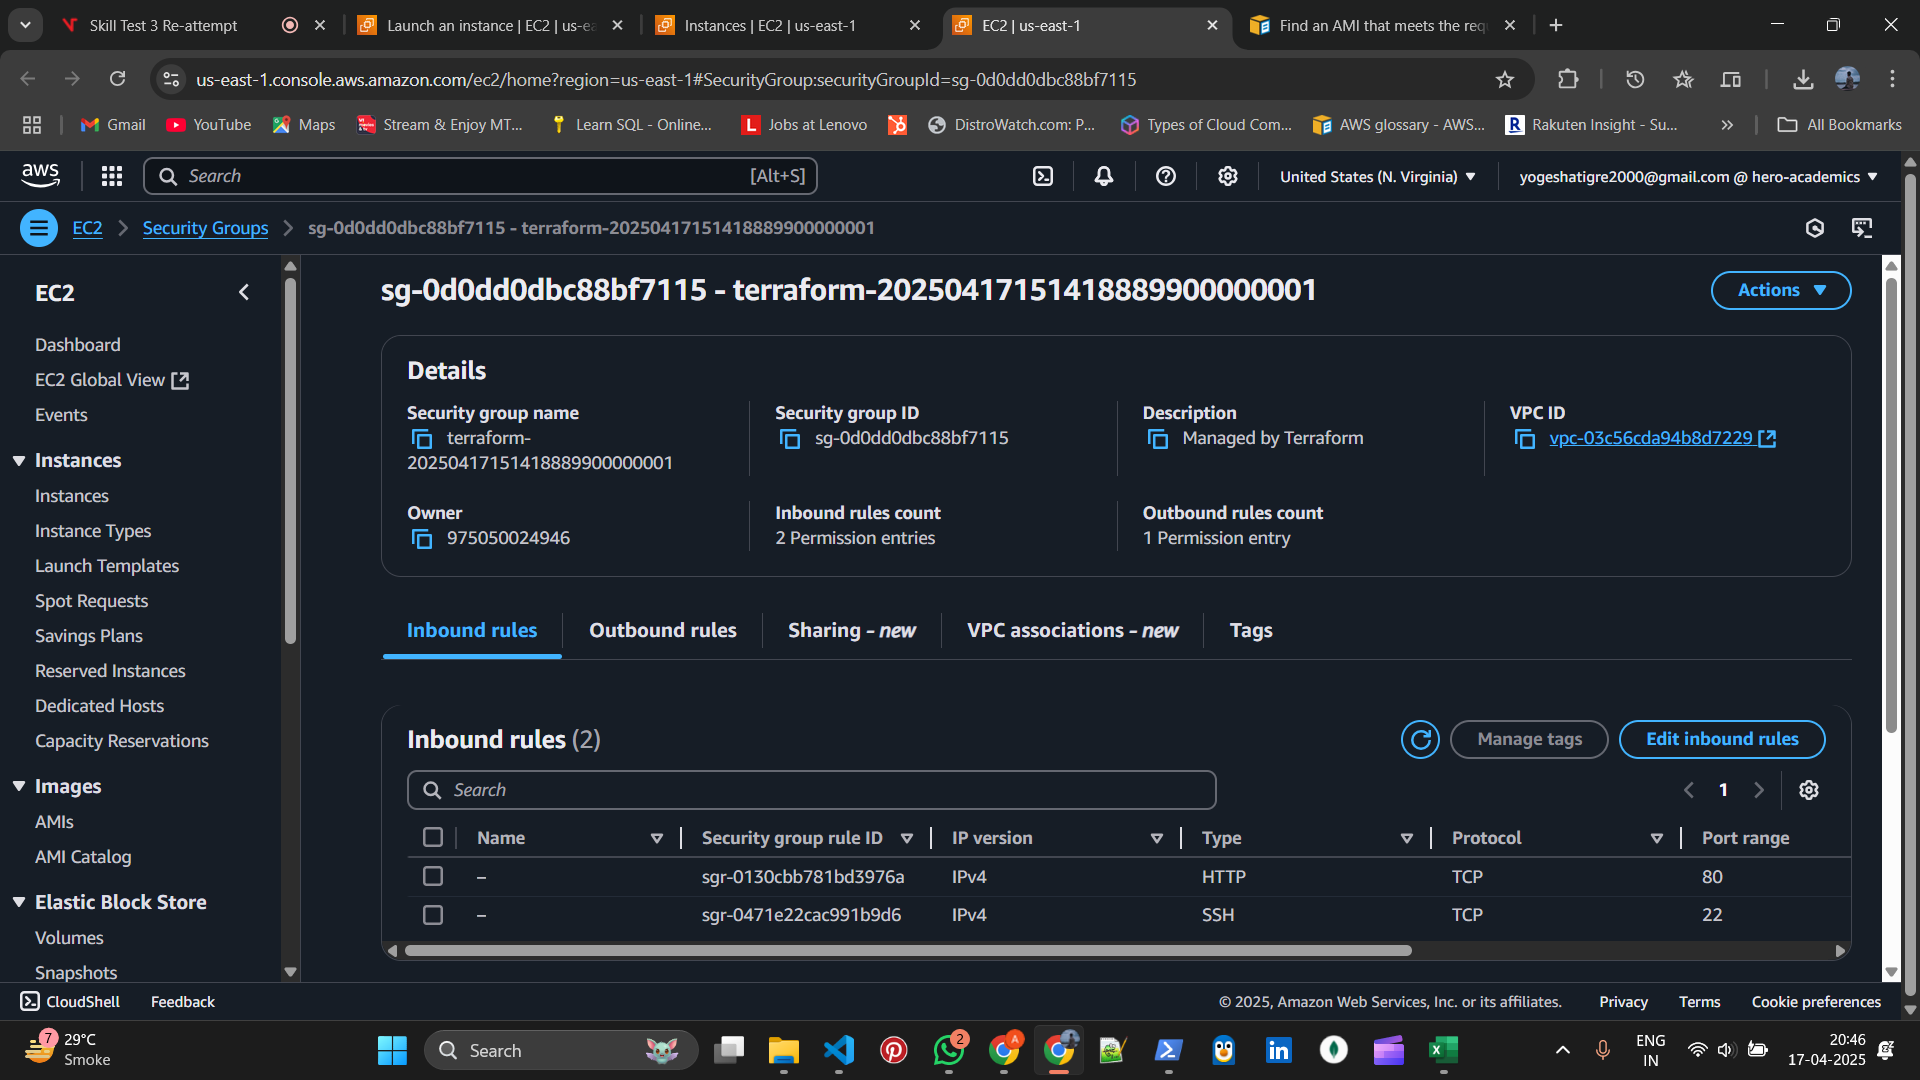 Skill Test 3 Re-attempt
Launch an instance | EC2 | us-ea
Instances | EC2 | us-east-1
EC2 | us-east-1
Find an AMI that meets the req
us-east-1.console.aws.amazon.com/ec2/home?region=us-east-1#SecurityGroup:securityGroupId=sg-0d0dd0dbc88bf7115
Gmail
YouTube
Maps
Stream & Enjoy MT...
Learn SQL - Online...
Jobs at Lenovo
DistroWatch.com: P...
Types of Cloud Com...
AWS glossary - AWS...
Rakuten Insight - Su...
All Bookmarks
aws
Search
[Alt+S]
United States (N. Virginia)
yogeshatigre2000@gmail.com @ hero-academics
EC2
Security Groups
sg-0d0dd0dbc88bf7115 - terraform-20250417151418889900000001
EC2
Dashboard
EC2 Global View
Events
Instances
Instances
Instance Types
Launch Templates
Spot Requests
Savings Plans
Reserved Instances
Dedicated Hosts
Capacity Reservations
Images
AMIs
AMI Catalog
Elastic Block Store
Volumes
Snapshots
sg-0d0dd0dbc88bf7115 - terraform-20250417151418889900000001
Actions
Details
Security group name
terraform-
20250417151418889900000001
Security group ID
sg-0d0dd0dbc88bf7115
Description
Managed by Terraform
VPC ID
vpc-03c56cda94b8d7229
Owner
975050024946
Inbound rules count
2 Permission entries
Outbound rules count
1 Permission entry
Inbound rules
Outbound rules
Sharing - new
VPC associations - new
Tags
Inbound rules (2)
Manage tags
Edit inbound rules
Search
1
Name
Security group rule ID
IP version
Type
Protocol
Port range
– sgr-0130cbb781bd3976a IPv4 HTTP TCP 80
– sgr-0471e22cac991b9d6 IPv4 SSH TCP 22
CloudShell
Feedback
© 2025, Amazon Web Services, Inc. or its affiliates.
Privacy
Terms
Cookie preferences
7
29°C
Smoke
Search
2
A
ENG
IN
20:46
17-04-2025